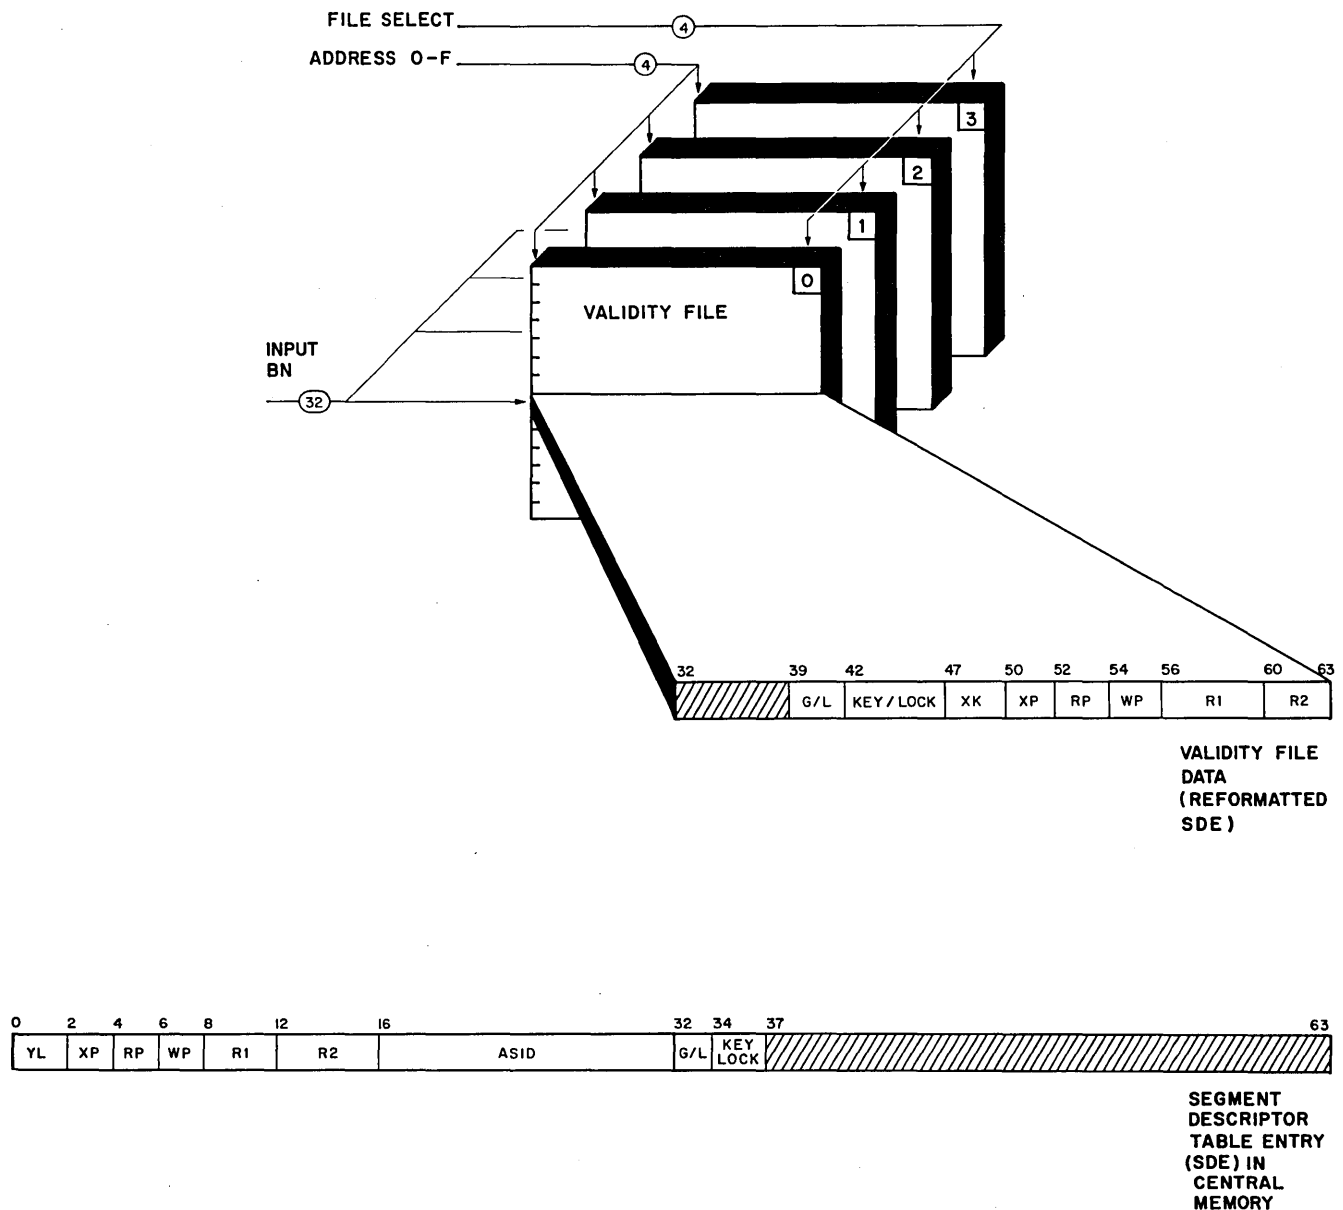 FILE SELECT 4
ADDRESS 0-F 4
3
2
1
0
VALIDITY FILE
INPUT
BN
32
32 39 42 47 50 52 54 56 60 63
G/L KEY/LOCK XK XP RP WP R1 R2
VALIDITY FILE
DATA
(REFORMATTED
SDE)
0 2 4 6 8 12 16 32 34 37 63
YL XP RP WP R1 R2 ASID G/L KEY
LOCK
SEGMENT
DESCRIPTOR
TABLE ENTRY
(SDE) IN
CENTRAL
MEMORY